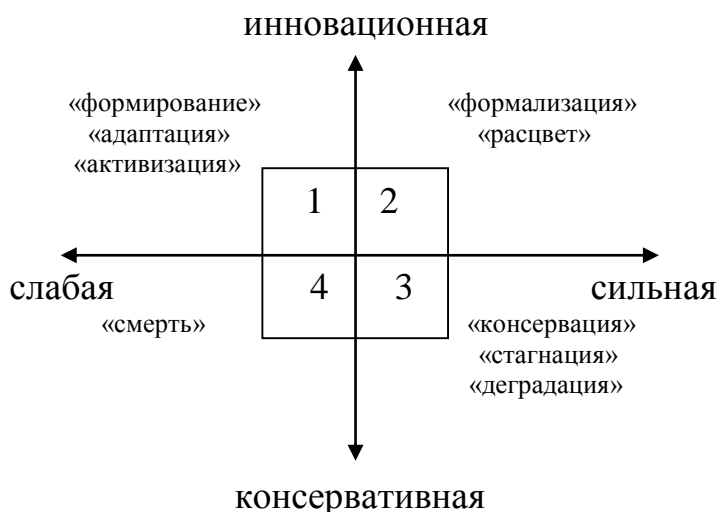 инновационная
«формирование»
«адаптация»
«активизация»
«формализация»
«расцвет»
1 2
слабая
4 3
сильная
«смерть»
«консервация»
«стагнация»
«деградация»
консервативная